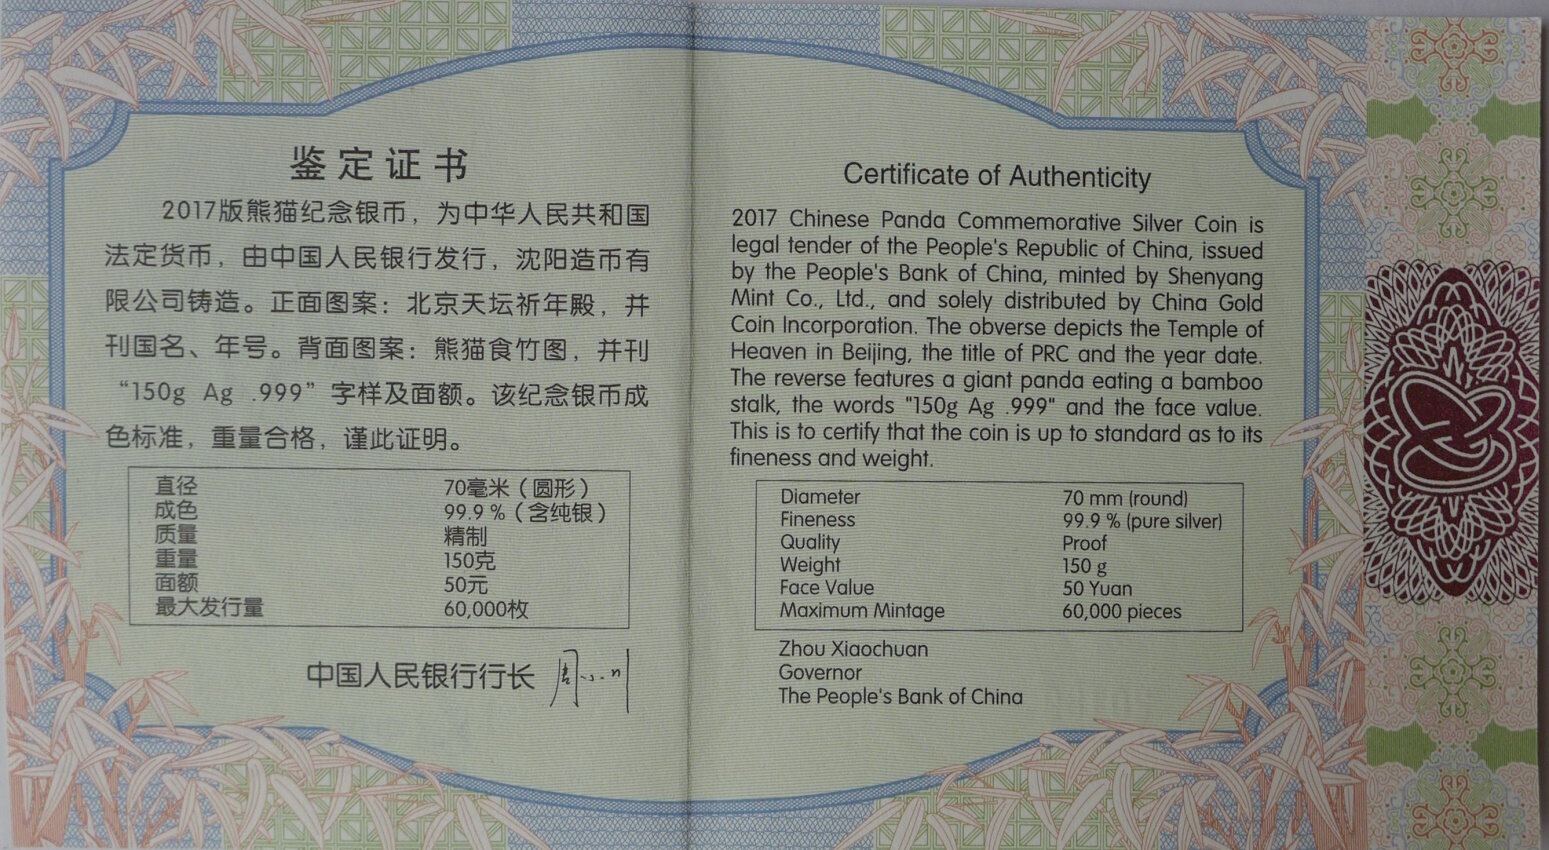 鉴定证书
2017版熊猫纪念银币，为中华人民共和国
法定货币，由中国人民银行发行，沈阳造币有
限公司铸造。正面图案：北京天坛祈年殿，并
刊国名、年号。背面图案：熊猫食竹图，并刊
“150g Ag .999”字样及面额。该纪念银币成
色标准，重量合格，谨此证明。
直径 70毫米（圆形）
成色 99.9％（含纯银）
质量 精制
重量 150克
面额 50元
最大发行量 60,000枚
中国人民银行行长 周小川
Certificate of Authenticity
2017 Chinese Panda Commemorative Silver Coin is
legal tender of the People's Republic of China, issued
by the People's Bank of China, minted by Shenyang
Mint Co., Ltd., and solely distributed by China Gold
Coin Incorporation. The obverse depicts the Temple of
Heaven in Beijing, the title of PRC and the year date.
The reverse features a giant panda eating a bamboo
stalk, the words "150g Ag .999" and the face value.
This is to certify that the coin is up to standard as to its
fineness and weight.
Diameter 70 mm (round)
Fineness 99.9 % (pure silver)
Quality Proof
Weight 150 g
Face Value 50 Yuan
Maximum Mintage 60,000 pieces
Zhou Xiaochuan
Governor
The People's Bank of China